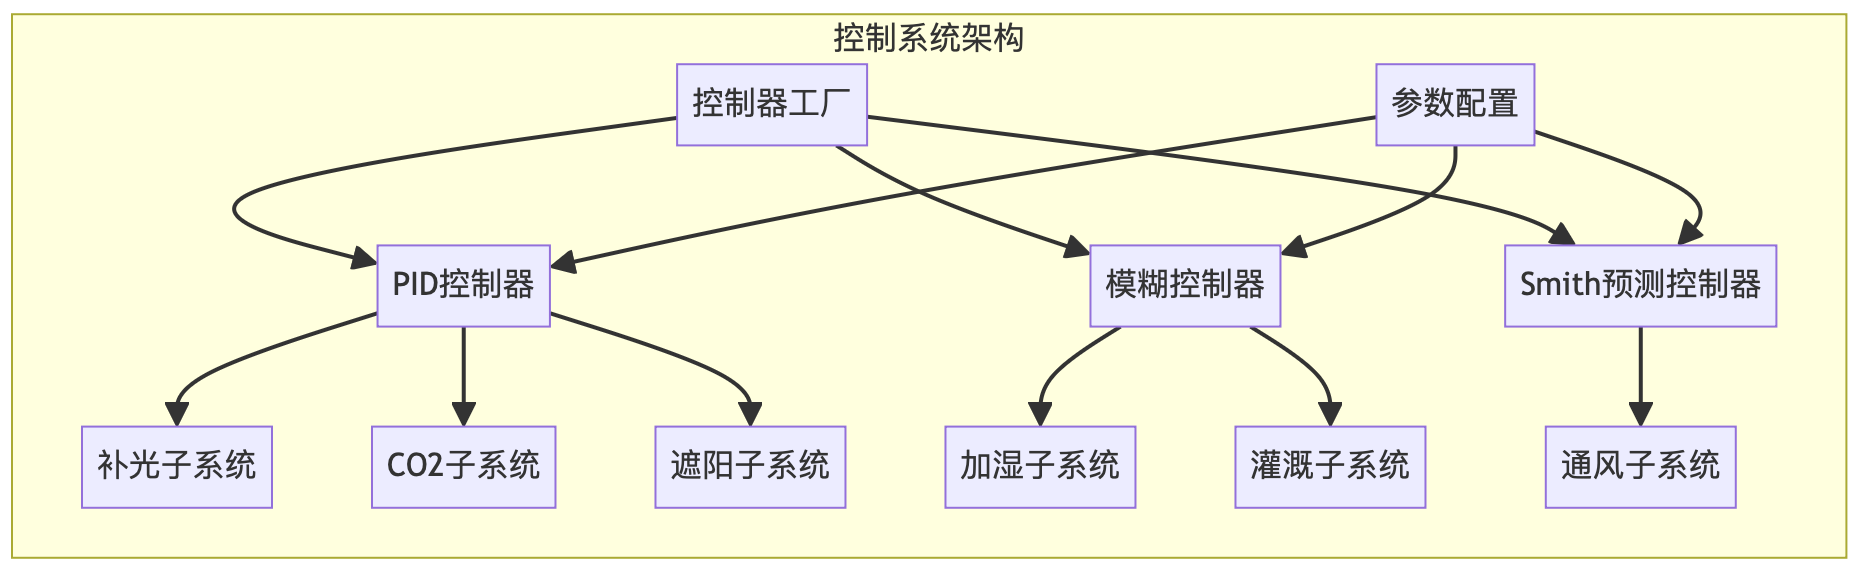 控制系统架构
控制器工厂
参数配置
PID控制器
模糊控制器
Smith预测控制器
补光子系统
CO2子系统
遮阳子系统
加湿子系统
灌溉子系统
通风子系统